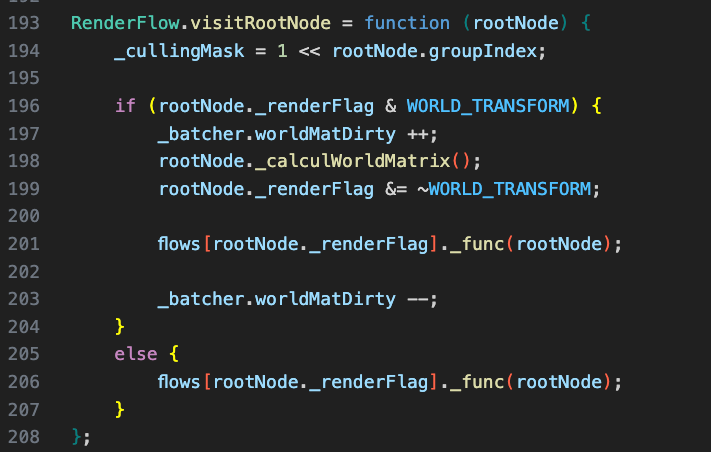 193 RenderFlow.visitRootNode = function (rootNode) {
194     _cullingMask = 1 << rootNode.groupIndex;
195
196     if (rootNode._renderFlag & WORLD_TRANSFORM) {
197         _batcher.worldMatDirty ++;
198         rootNode._calculWorldMatrix();
199         rootNode._renderFlag &= ~WORLD_TRANSFORM;
200
201         flows[rootNode._renderFlag]._func(rootNode);
202
203         _batcher.worldMatDirty --;
204     }
205     else {
206         flows[rootNode._renderFlag]._func(rootNode);
207     }
208 };